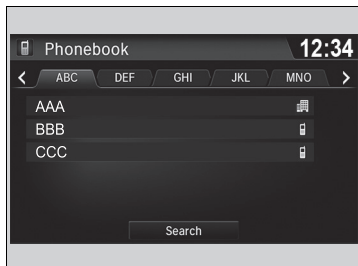 Phonebook 12:34
ABC DEF GHI JKL MNO
AAA
BBB
CCC
Search